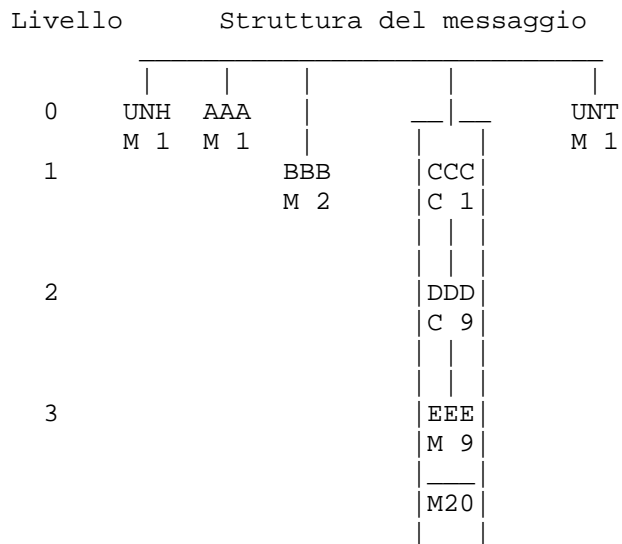 Livello Struttura del messaggio
0 UNH AAA UNT
M 1 M 1 M 1
1 BBB CCC
M 2 C 1
2 DDD
C 9
3 EEE
M 9
M20